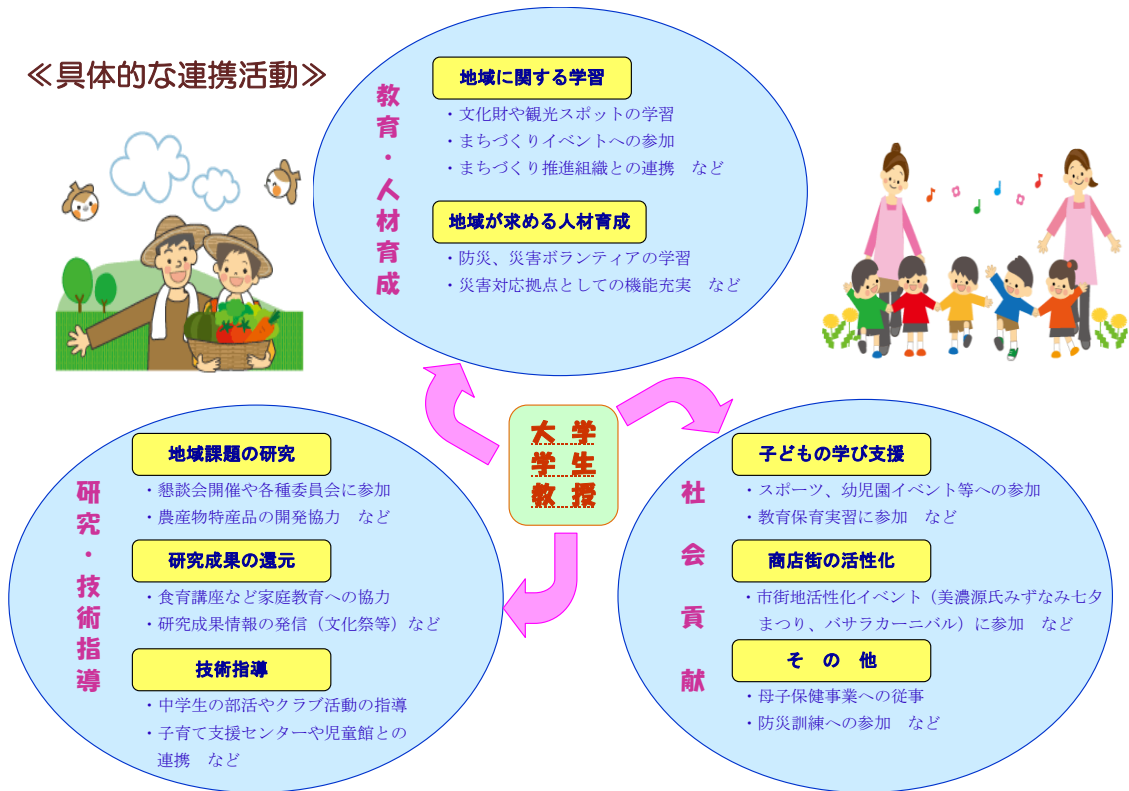 ≪具体的な連携活動≫
教育・人材育成
地域に関する学習
・文化財や観光スポットの学習
・まちづくりイベントへの参加
・まちづくり推進組織との連携　など
地域が求める人材育成
・防災、災害ボランティアの学習
・災害対応拠点としての機能充実　など
大 学
学 生
教 授
研究・技術指導
地域課題の研究
・懇談会開催や各種委員会に参加
・農産物特産品の開発協力　など
研究成果の還元
・食育講座など家庭教育への協力
・研究成果情報の発信（文化祭等）など
技術指導
・中学生の部活やクラブ活動の指導
・子育て支援センターや児童館との
連携　など
社会貢献
子どもの学び支援
・スポーツ、幼児園イベント等への参加
・教育保育実習に参加　など
商店街の活性化
・市街地活性化イベント（美濃源氏みずなみ七夕
まつり、バサラカーニバル）に参加　など
そ　の　他
・母子保健事業への従事
・防災訓練への参加　など